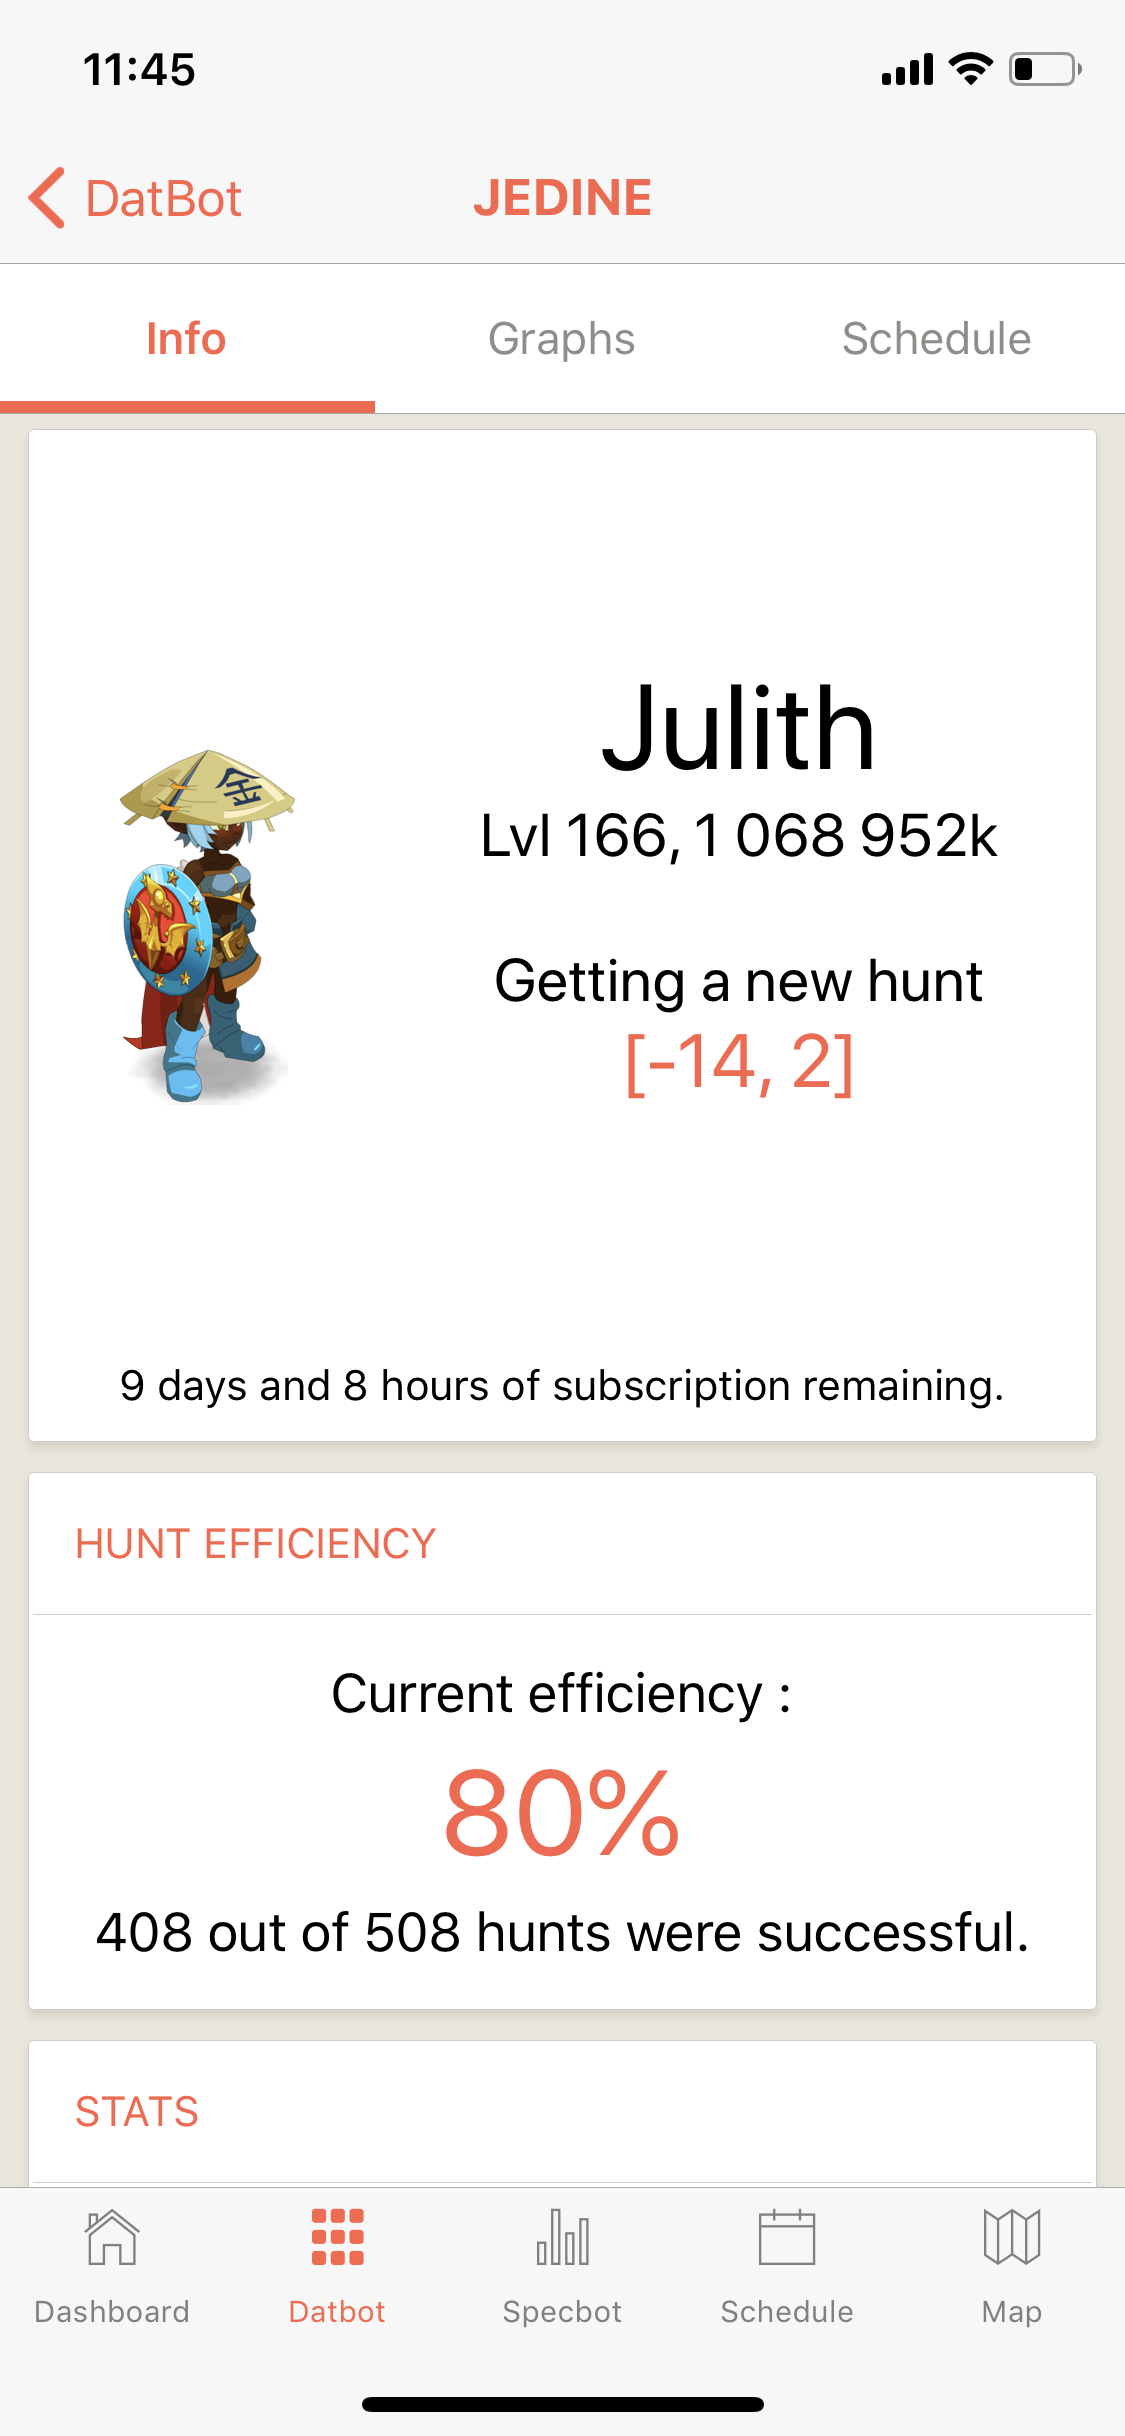 11:45
DatBot
JEDINE
Info
Graphs
Schedule
金
Julith
Lvl 166, 1 068 952k
Getting a new hunt
[-14, 2]
9 days and 8 hours of subscription remaining.
HUNT EFFICIENCY
Current efficiency :
80%
408 out of 508 hunts were successful.
STATS
Dashboard
Datbot
Specbot
Schedule
Map